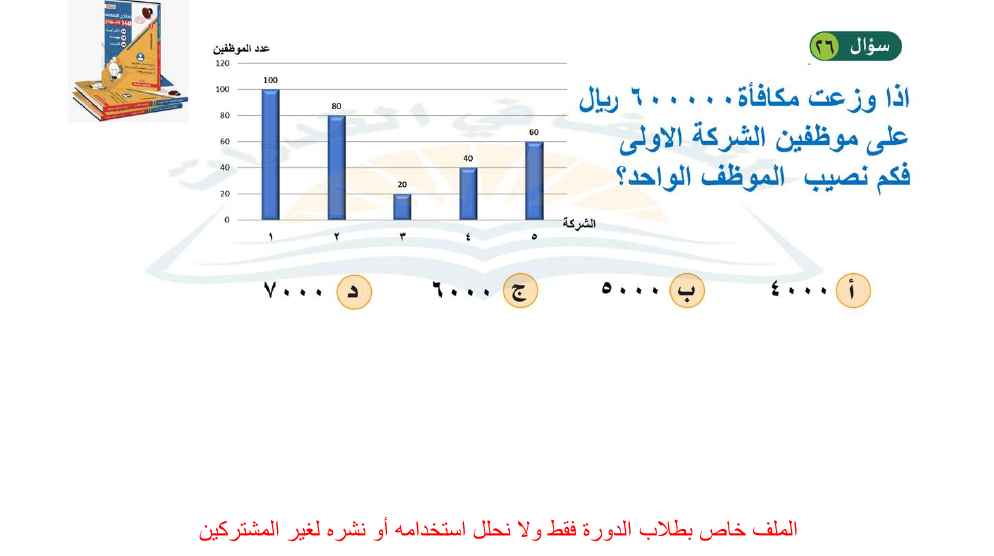 سؤال ٢٦
اذا وزعت مكافأة ٦٠٠٠٠٠ ريال
على موظفين الشركة الاولى
فكم نصيب الموظف الواحد؟
عدد الموظفين
120
100
80
60
40
20
0
100
80
20
40
60
١ ٢ ٣ ٤ ٥
الشركة
أ ٤٠٠٠
ب ٥٠٠٠
ج ٦٠٠٠
د ٧٠٠٠
الملف خاص بطلاب الدورة فقط ولا نحلل استخدامه أو نشره لغير المشتركين